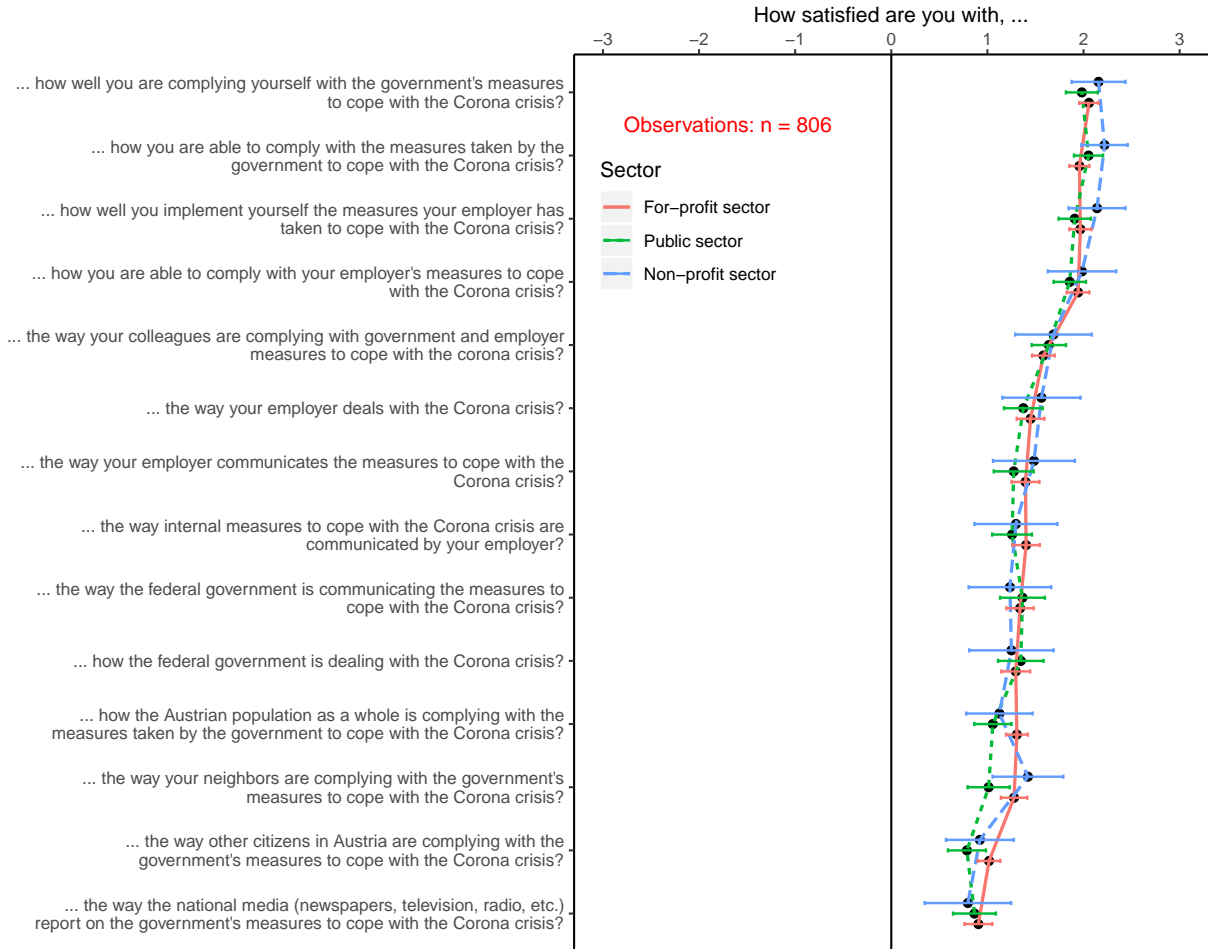 How satisfied are you with, ...
−3 −2 −1 0 1 2 3
... how well you are complying yourself with the government's measures
to cope with the Corona crisis?
... how you are able to comply with the measures taken by the
government to cope with the Corona crisis?
... how well you implement yourself the measures your employer has
taken to cope with the Corona crisis?
... how you are able to comply with your employer's measures to cope
with the Corona crisis?
... the way your colleagues are complying with government and employer
measures to cope with the corona crisis?
... the way your employer deals with the Corona crisis?
... the way your employer communicates the measures to cope with the
Corona crisis?
... the way internal measures to cope with the Corona crisis are
communicated by your employer?
... the way the federal government is communicating the measures to
cope with the Corona crisis?
... how the federal government is dealing with the Corona crisis?
... how the Austrian population as a whole is complying with the
measures taken by the government to cope with the Corona crisis?
... the way your neighbors are complying with the government's
measures to cope with the Corona crisis?
... the way other citizens in Austria are complying with the
government's measures to cope with the Corona crisis?
... the way the national media (newspapers, television, radio, etc.)
report on the government's measures to cope with the Corona crisis?
Observations: n = 806
Sector
For−profit sector
Public sector
Non−profit sector